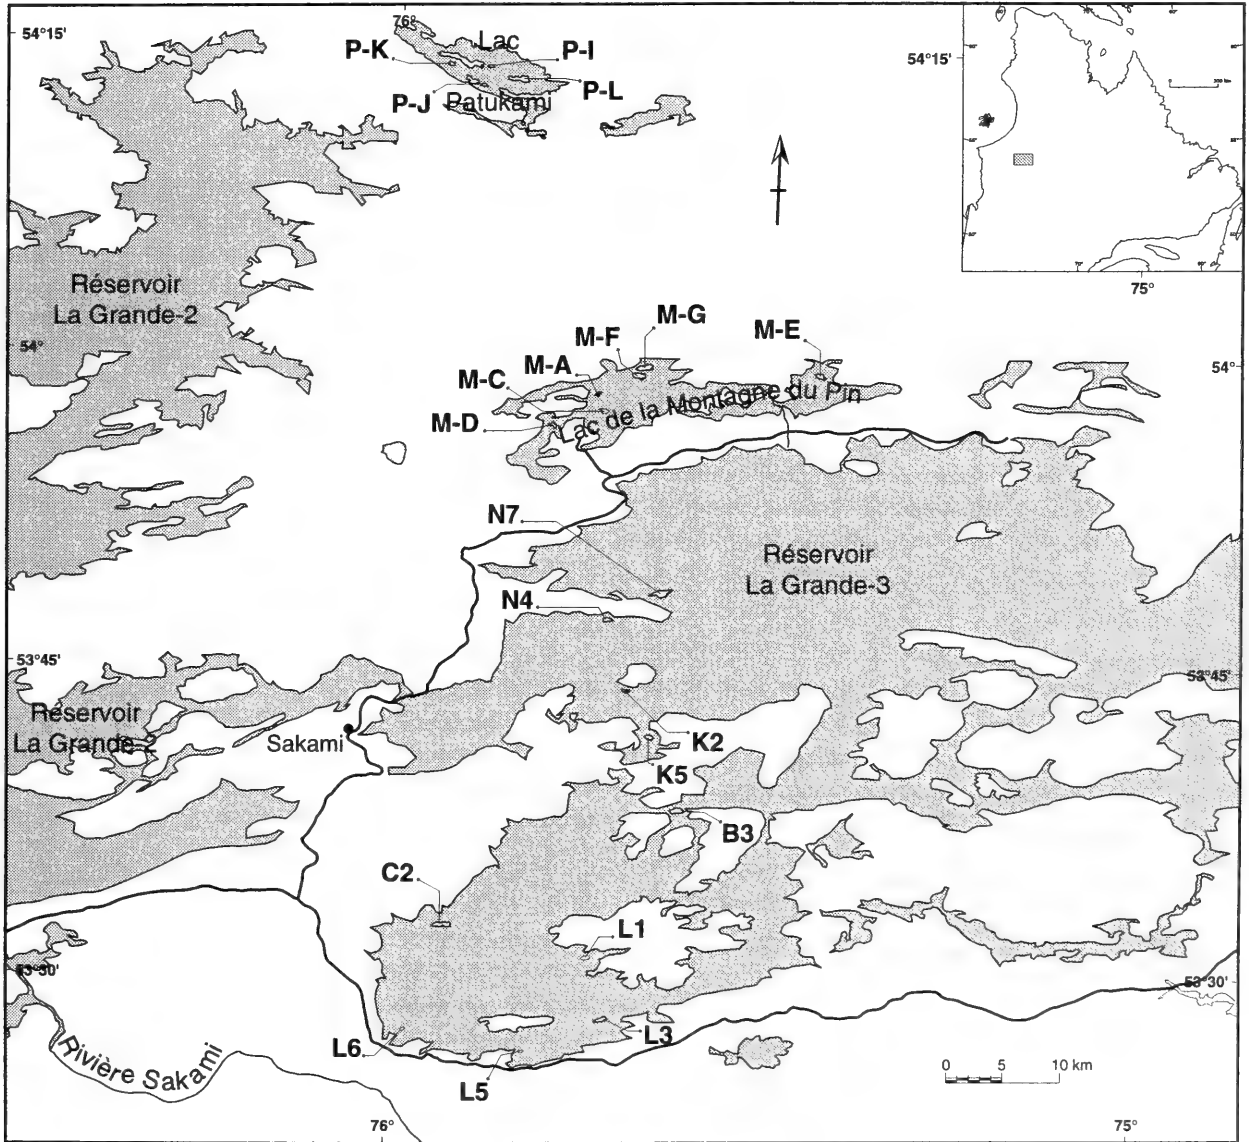 76°
54°15'
Lac
P-K
P-I
54°15'
P-L
P-J
Patukami
Réservoir
La Grande-2
75°
M-G
M-F
M-E
54°
M-A
54°
M-C
Lac de la Montagne du Pin
M-D
N7
Réservoir
La Grande-3
N4
53°45'
53°45'
Réservoir
La Grande-2
Sakami
K2
K5
B3
C2
L1
53°30'
53°30'
L3
L6
Rivière Sakami
L5
0 5 10 km
76°
75°